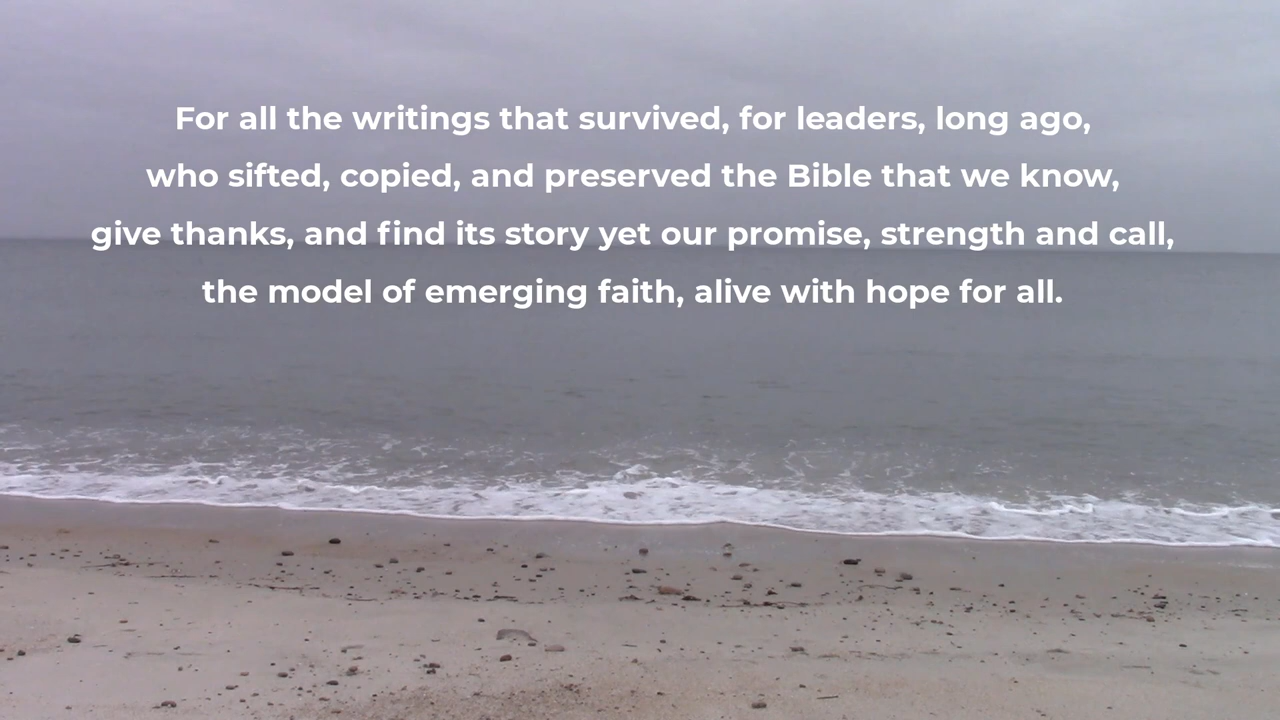 For all the writings that survived, for leaders, long ago,
who sifted, copied, and preserved the Bible that we know,
give thanks, and find its story yet our promise, strength and call,
the model of emerging faith, alive with hope for all.